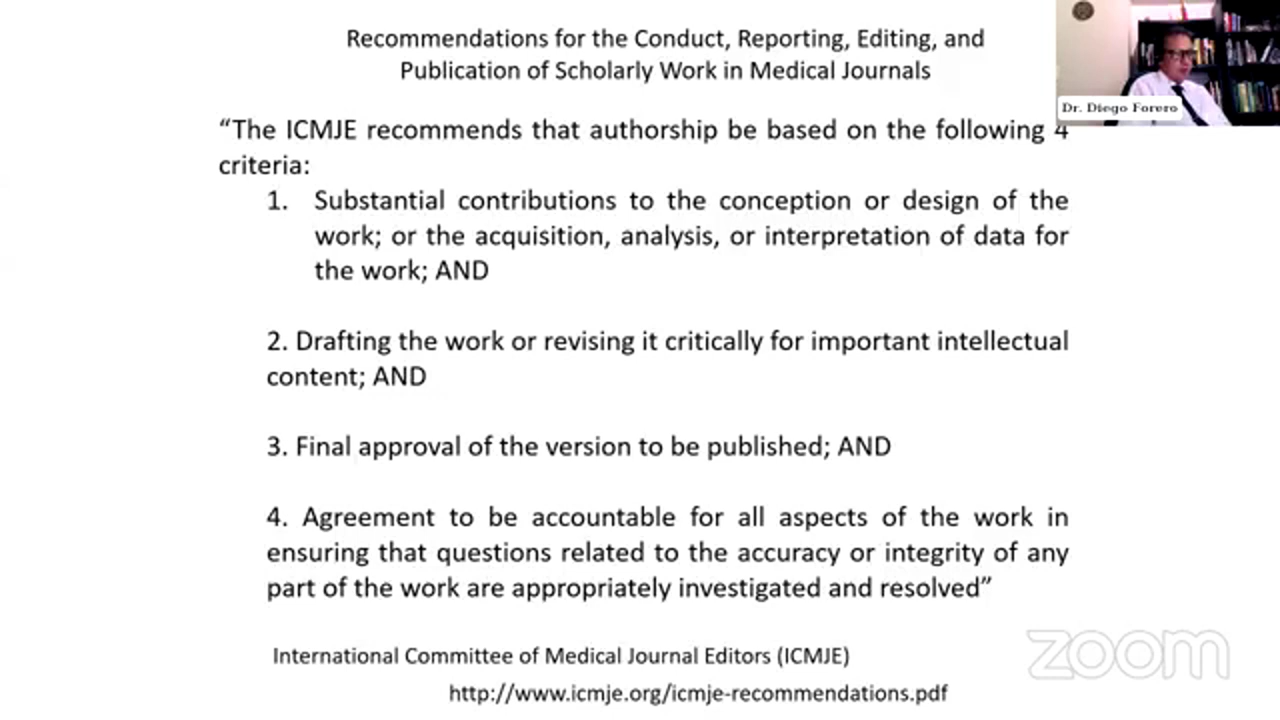 Recommendations for the Conduct, Reporting, Editing, and
Publication of Scholarly Work in Medical Journals
Dr. Diego Forero
“The ICMJE recommends that authorship be based on the following 4
criteria:
1. Substantial contributions to the conception or design of the
work; or the acquisition, analysis, or interpretation of data for
the work; AND
2. Drafting the work or revising it critically for important intellectual
content; AND
3. Final approval of the version to be published; AND
4. Agreement to be accountable for all aspects of the work in
ensuring that questions related to the accuracy or integrity of any
part of the work are appropriately investigated and resolved”
International Committee of Medical Journal Editors (ICMJE)
http://www.icmje.org/icmje-recommendations.pdf
zoom